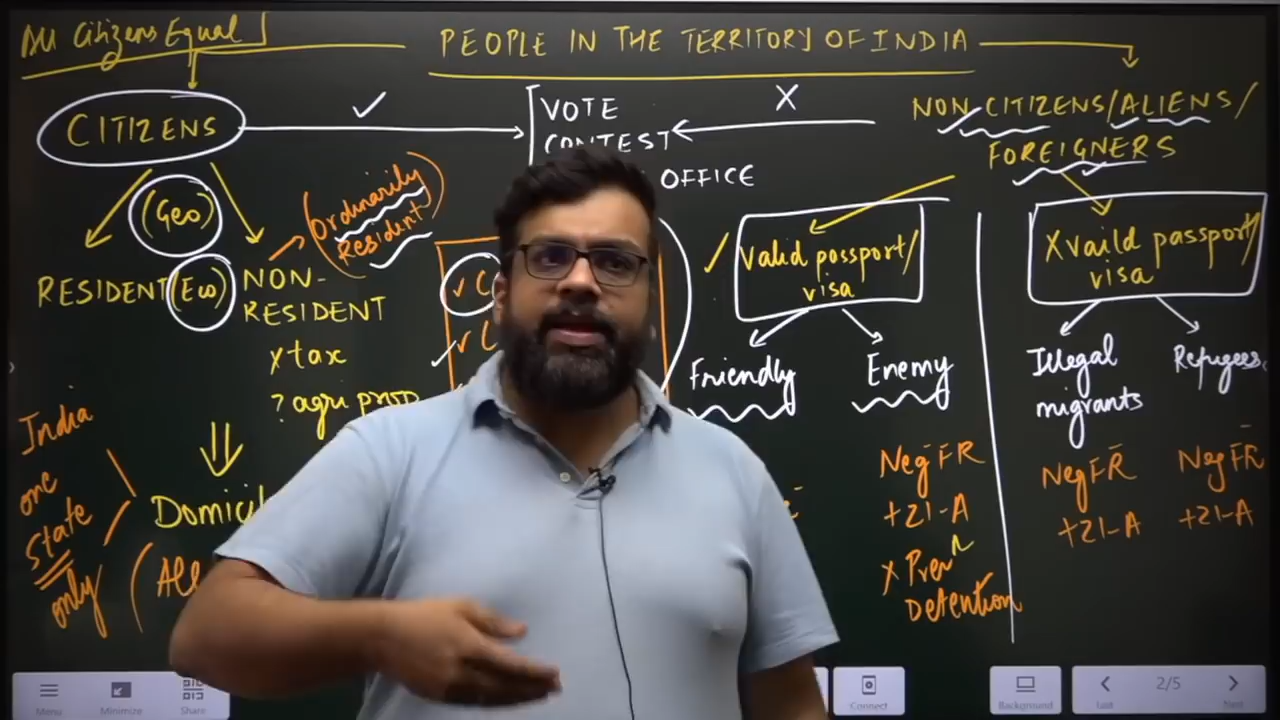 All Citizens Equal
PEOPLE IN THE TERRITORY OF INDIA
CITIZENS
VOTE
CONTEST
OFFICE
X
NON-CITIZENS/ALIENS/
FOREIGNERS
(Geo)
(Eco)
RESIDENT
NON-
RESIDENT
(Ordinarily
Resident)
X tax
? agri prop
Domicil
India
one
State
only
Valid passport/
visa
Friendly
Enemy
Neg FR
+21-A
X Prev
Detention
X vaild passport/
visa
Illegal
migrants
Refugees
Neg FR
+21-A
Neg FR
+21-A
Menu
Minimize
Share
Connect
Background
Last
2/5
Next